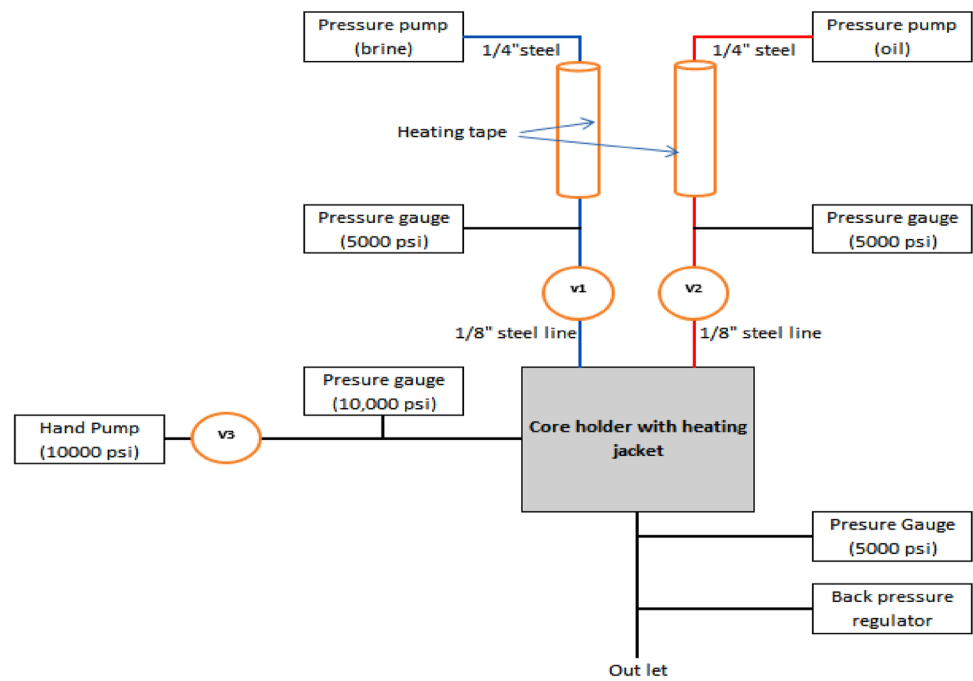 Pressure pump
(brine)
1/4"steel
1/4" steel
Pressure pump
(oil)
Heating tape
Pressure gauge
(5000 psi)
Pressure gauge
(5000 psi)
v1
V2
1/8" steel line
1/8" steel line
Presure gauge
(10,000 psi)
Hand Pump
(10000 psi)
V3
Core holder with heating
jacket
Presure Gauge
(5000 psi)
Back pressure
regulator
Out let